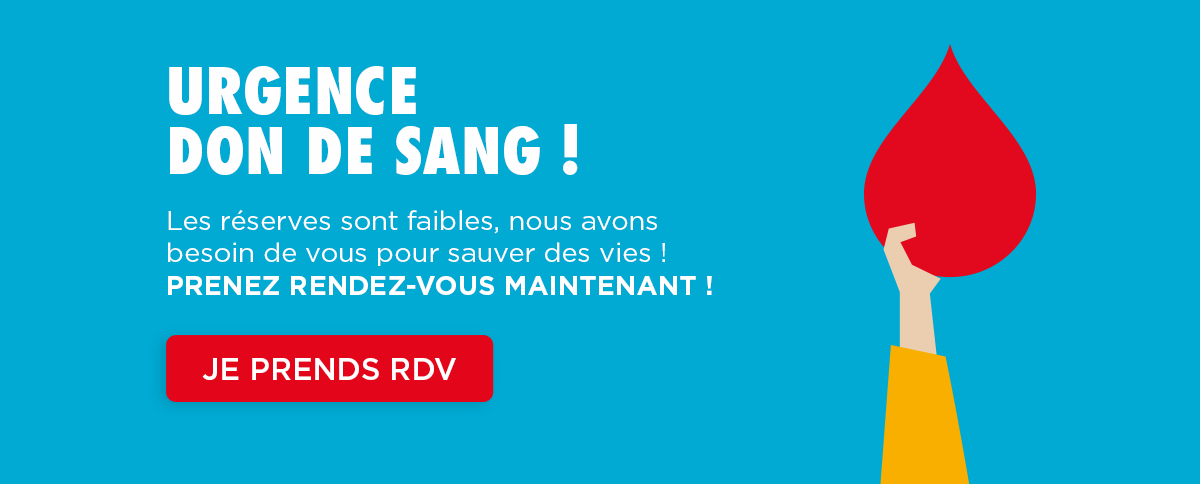 URGENCE
DON DE SANG !
Les réserves sont faibles, nous avons
besoin de vous pour sauver des vies !
PRENEZ RENDEZ-VOUS MAINTENANT !
JE PRENDS RDV